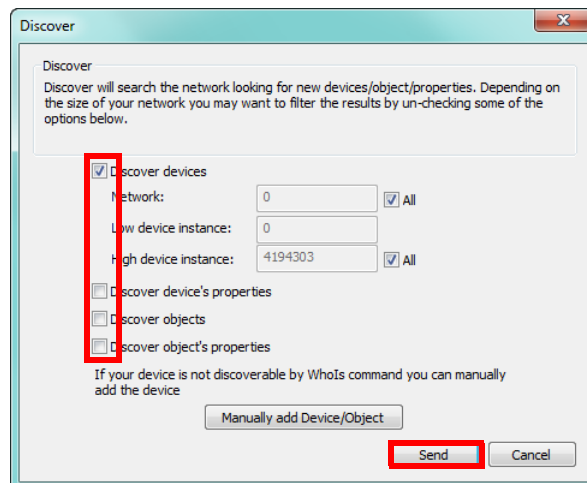 Discover
Discover
Discover will search the network looking for new devices/object/properties. Depending on
the size of your network you may want to filter the results by un-checking some of the
options below.
Discover devices
Network: 0 All
Low device instance: 0
High device instance: 4194303 All
Discover device's properties
Discover objects
Discover object's properties
If your device is not discoverable by WhoIs command you can manually
add the device
Manually add Device/Object
Send Cancel